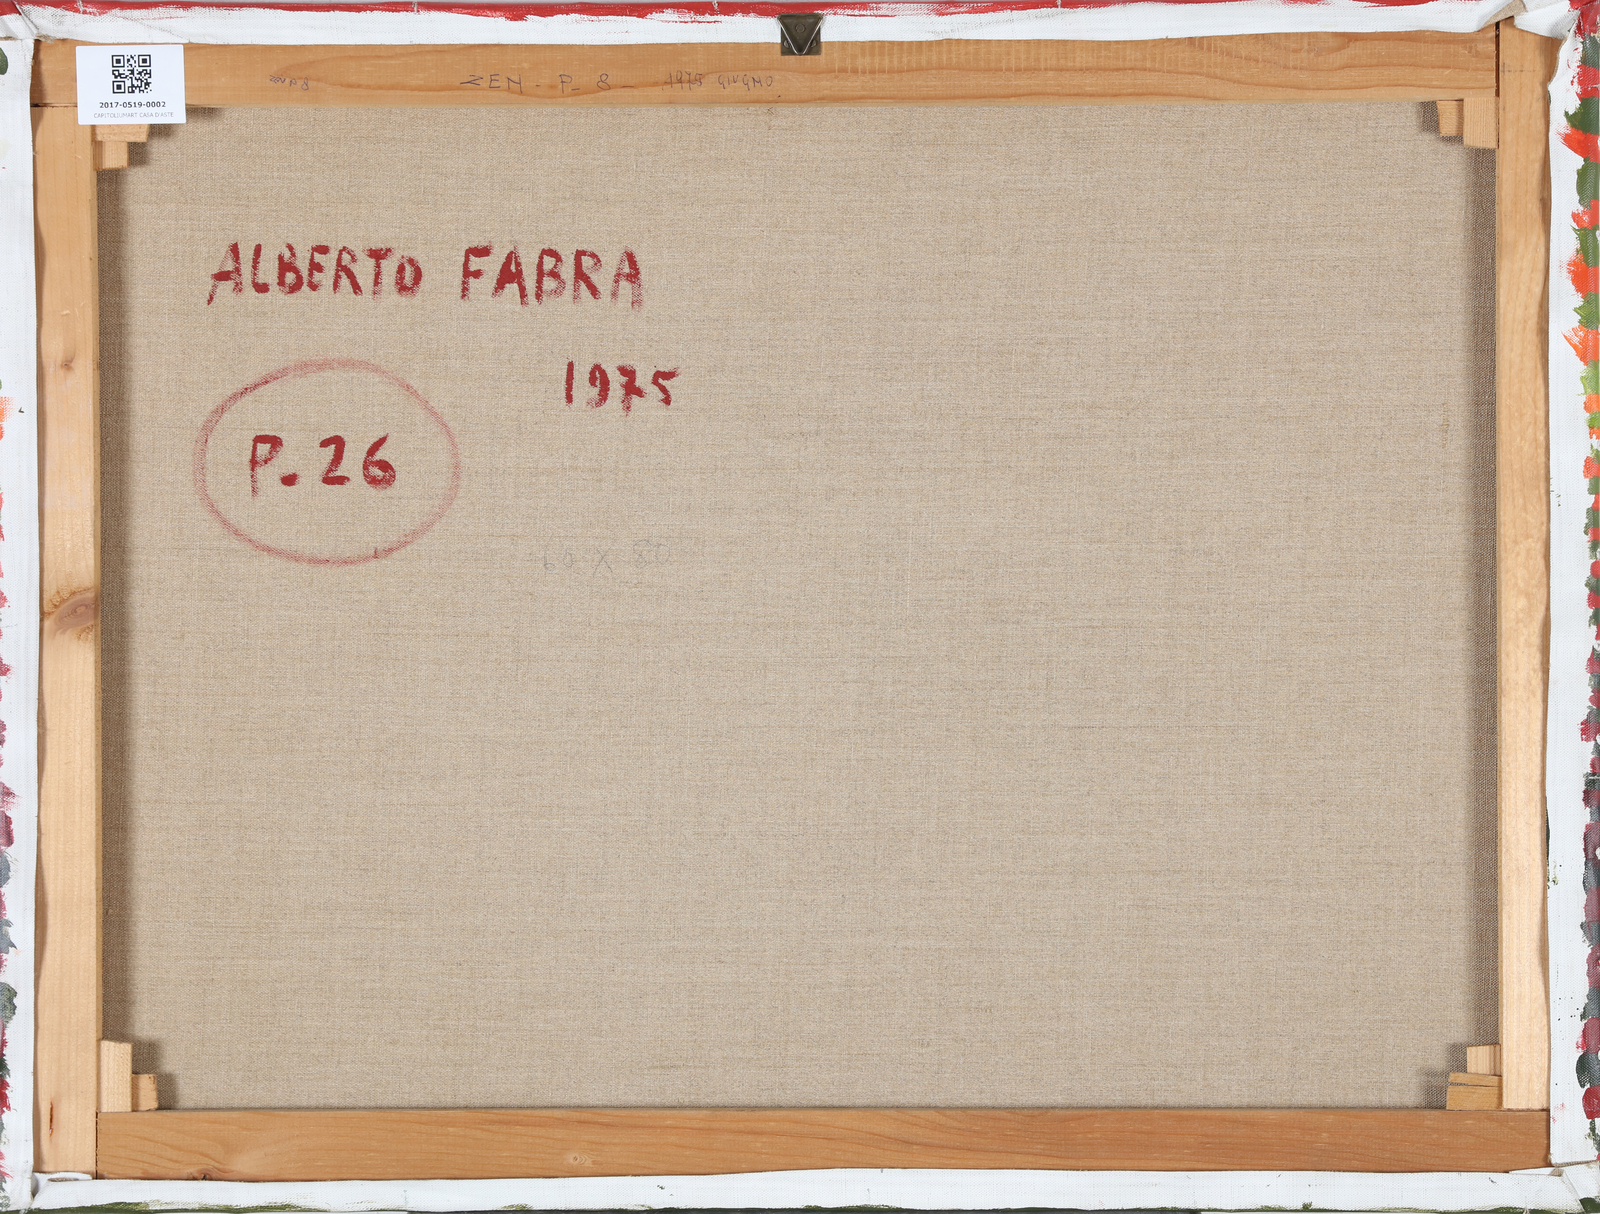 2017-0519-0002
CAPITOLIUMART CASA D'ASTE
ZEN - P - 8 - 1975 GIUGNO
ALBERTO FABRA
1975
P. 26
60 X 80